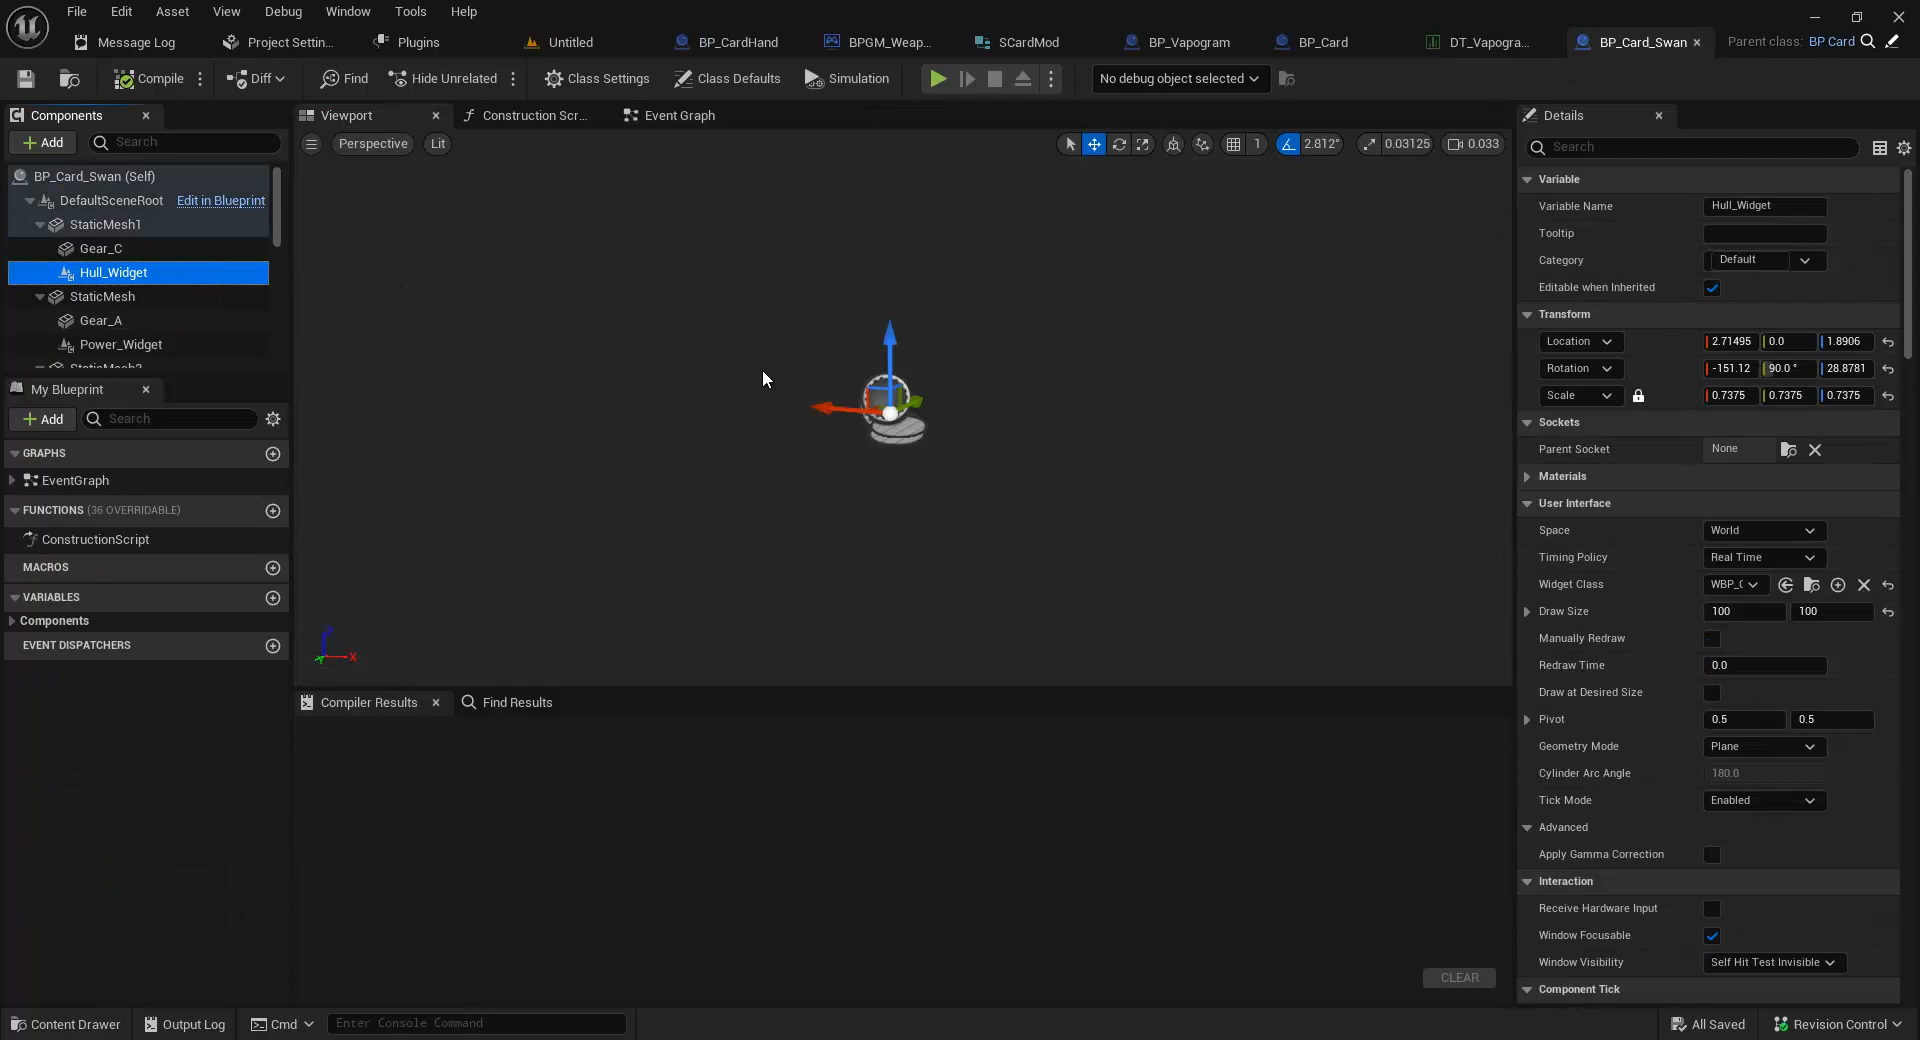 File Edit Asset View Debug Window Tools Help
Message Log Project Settin... Plugins Untitled BP_CardHand BPGM_Weap... SCardMod BP_Vapogram BP_Card DT_Vapogra... BP_Card_Swan Parent class: BP Card
Compile Diff Find Hide Unrelated Class Settings Class Defaults Simulation No debug object selected
Components
Add Search
BP_Card_Swan (Self)
DefaultSceneRoot Edit in Blueprint
StaticMesh1
Gear_C
Hull_Widget
StaticMesh
Gear_A
Power_Widget
My Blueprint
Add Search
GRAPHS
EventGraph
FUNCTIONS (36 OVERRIDABLE)
ConstructionScript
MACROS
VARIABLES
Components
EVENT DISPATCHERS
Viewport Construction Scr... Event Graph
Perspective Lit 1 2.812° 0.03125 0.033
X
Compiler Results Find Results
CLEAR
Details
Search
Variable
Variable Name Hull_Widget
Tooltip
Category Default
Editable when Inherited
Transform
Location 2.71495 0.0 1.8906
Rotation -151.12 90.0 ° 28.8781
Scale 0.7375 0.7375 0.7375
Sockets
Parent Socket None
Materials
User Interface
Space World
Timing Policy Real Time
Widget Class
Draw Size 100 100
Manually Redraw
Redraw Time 0.0
Draw at Desired Size
Pivot 0.5 0.5
Geometry Mode Plane
Cylinder Arc Angle 180.0
Tick Mode Enabled
Advanced
Apply Gamma Correction
Interaction
Receive Hardware Input
Window Focusable
Window Visibility Self Hit Test Invisible
Component Tick
Content Drawer Output Log Cmd Enter Console Command All Saved Revision Control